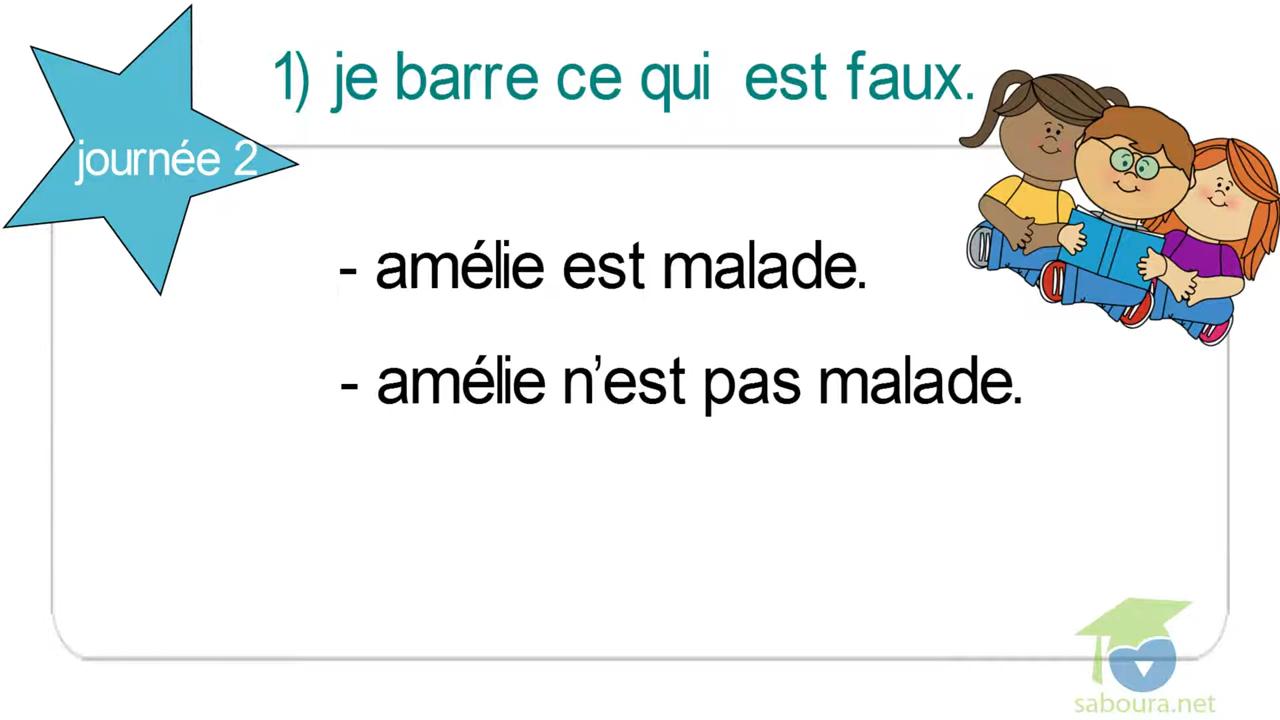 1) je barre ce qui est faux.
journée 2
- amélie est malade.
- amélie n’est pas malade.
saboura.net